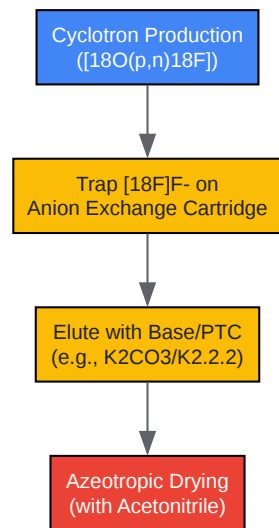 Cyclotron Production
([18O(p,n)18F])
Trap [18F]F- on
Anion Exchange Cartridge
Elute with Base/PTC
(e.g., K2CO3/K2.2.2)
Azeotropic Drying
(with Acetonitrile)